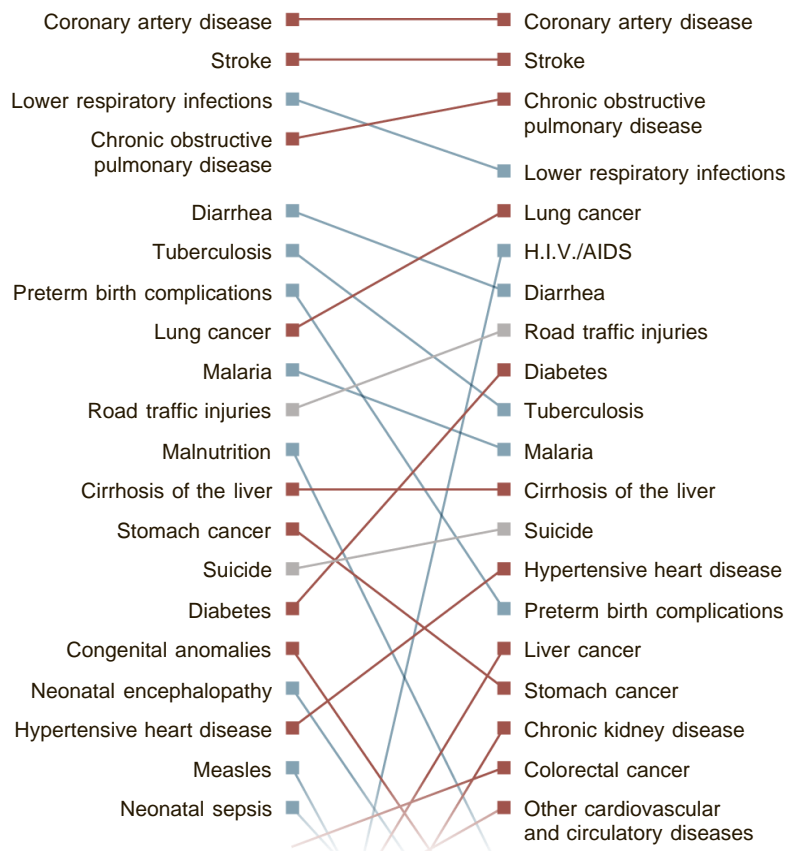 Coronary artery disease
Stroke
Lower respiratory infections
Chronic obstructive
pulmonary disease
Diarrhea
Tuberculosis
Preterm birth complications
Lung cancer
Malaria
Road traffic injuries
Malnutrition
Cirrhosis of the liver
Stomach cancer
Suicide
Diabetes
Congenital anomalies
Neonatal encephalopathy
Hypertensive heart disease
Measles
Neonatal sepsis
Coronary artery disease
Stroke
Chronic obstructive
pulmonary disease
Lower respiratory infections
Lung cancer
H.I.V./AIDS
Diarrhea
Road traffic injuries
Diabetes
Tuberculosis
Malaria
Cirrhosis of the liver
Suicide
Hypertensive heart disease
Preterm birth complications
Liver cancer
Stomach cancer
Chronic kidney disease
Colorectal cancer
Other cardiovascular
and circulatory diseases